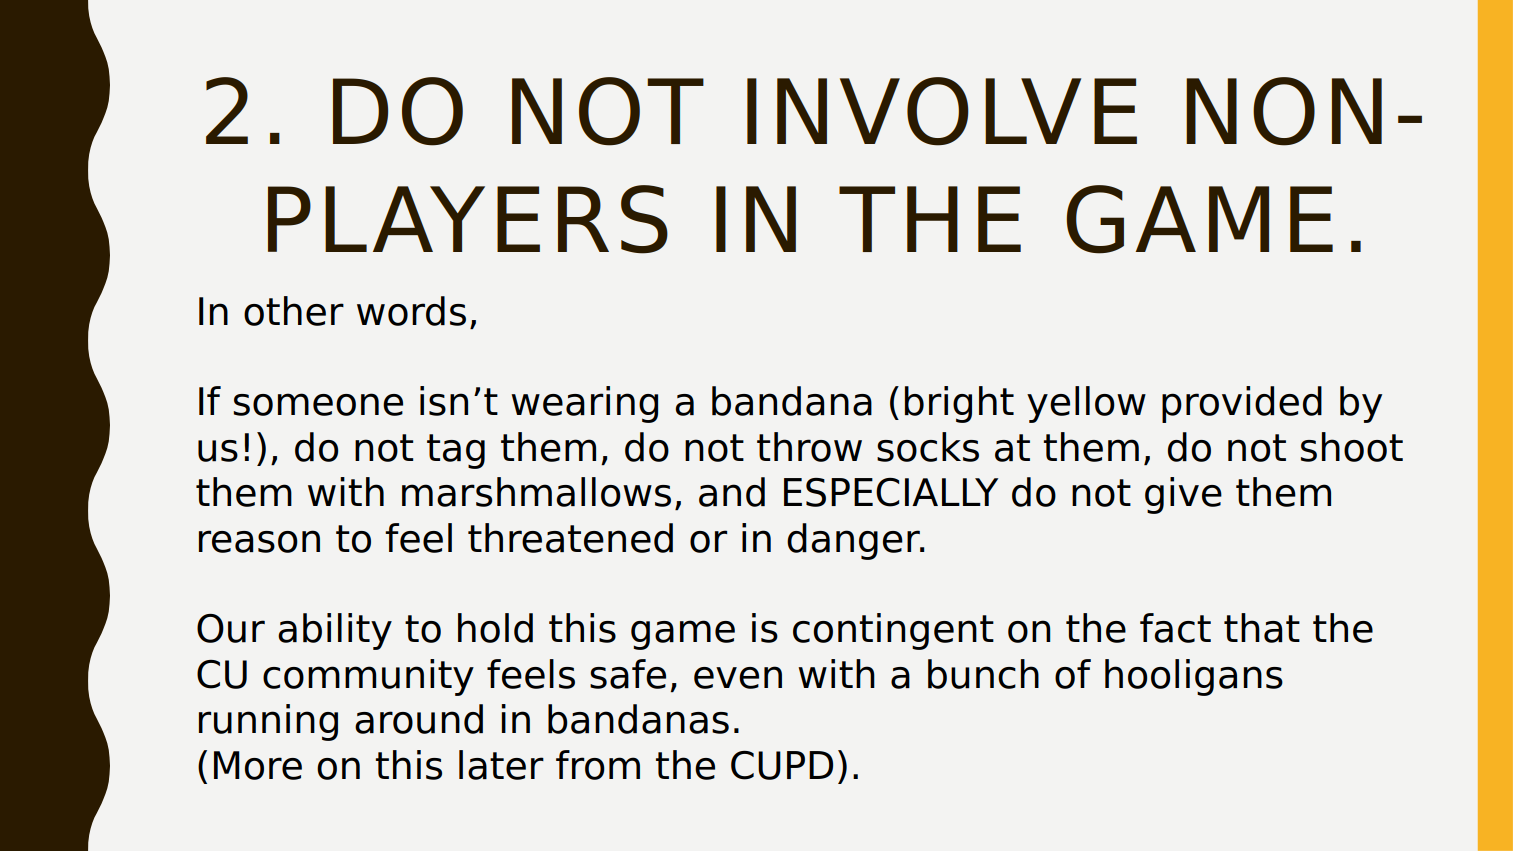 2. DO NOT INVOLVE NON-
PLAYERS IN THE GAME.
In other words,
If someone isn’t wearing a bandana (bright yellow provided by
us!), do not tag them, do not throw socks at them, do not shoot
them with marshmallows, and ESPECIALLY do not give them
reason to feel threatened or in danger.
Our ability to hold this game is contingent on the fact that the
CU community feels safe, even with a bunch of hooligans
running around in bandanas.
(More on this later from the CUPD).